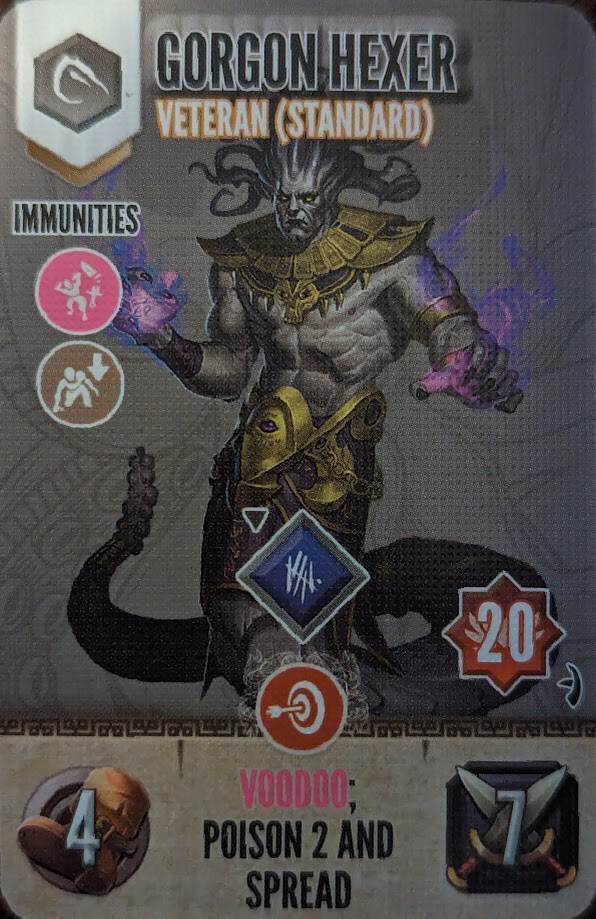 GORGON HEXER
VETERAN (STANDARD)
IMMUNITIES
20
4
VOODOO;
POISON 2 AND
SPREAD
7